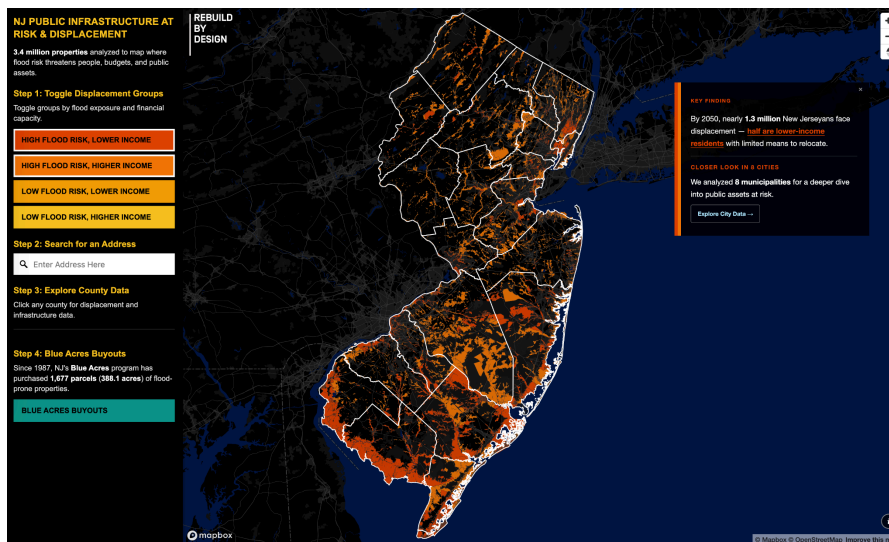 NJ PUBLIC INFRASTRUCTURE AT
RISK & DISPLACEMENT
3.4 million properties analyzed to map where
flood risk threatens people, budgets, and public
assets.
Step 1: Toggle Displacement Groups
Toggle groups by flood exposure and financial
capacity.
HIGH FLOOD RISK, LOWER INCOME
HIGH FLOOD RISK, HIGHER INCOME
LOW FLOOD RISK, LOWER INCOME
LOW FLOOD RISK, HIGHER INCOME
Step 2: Search for an Address
Enter Address Here
Step 3: Explore County Data
Click any county for displacement and
infrastructure data.
Step 4: Blue Acres Buyouts
Since 1987, NJ's Blue Acres program has
purchased 1,677 parcels (388.1 acres) of flood-
prone properties.
BLUE ACRES BUYOUTS
REBUILD
BY
DESIGN
KEY FINDING
By 2050, nearly 1.3 million New Jerseyans face
displacement — half are lower-income
residents with limited means to relocate.
CLOSER LOOK IN 8 CITIES
We analyzed 8 municipalities for a deeper dive
into public assets at risk.
Explore City Data →
mapbox
© Mapbox © OpenStreetMap Improve this